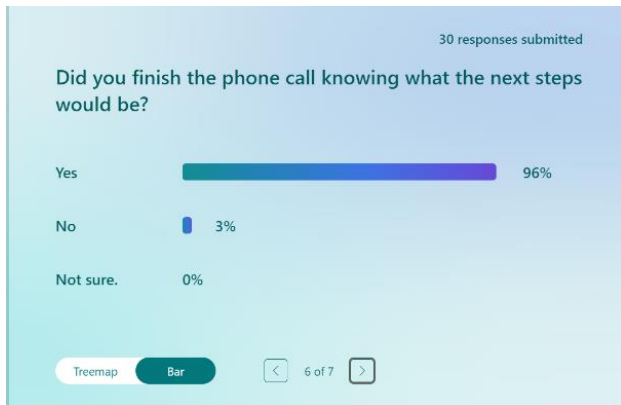 30 responses submitted
Did you finish the phone call knowing what the next steps
would be?
Yes 96%
No 3%
Not sure. 0%
Treemap Bar 6 of 7